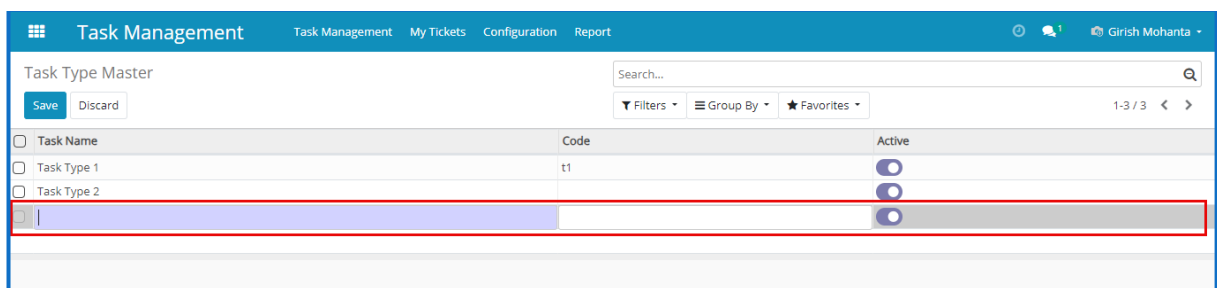 Task Management Task Management My Tickets Configuration Report 1 Girish Mohanta
Task Type Master Search...
Save Discard Filters Group By Favorites 1-3 / 3
Task Name Code Active
Task Type 1 t1
Task Type 2